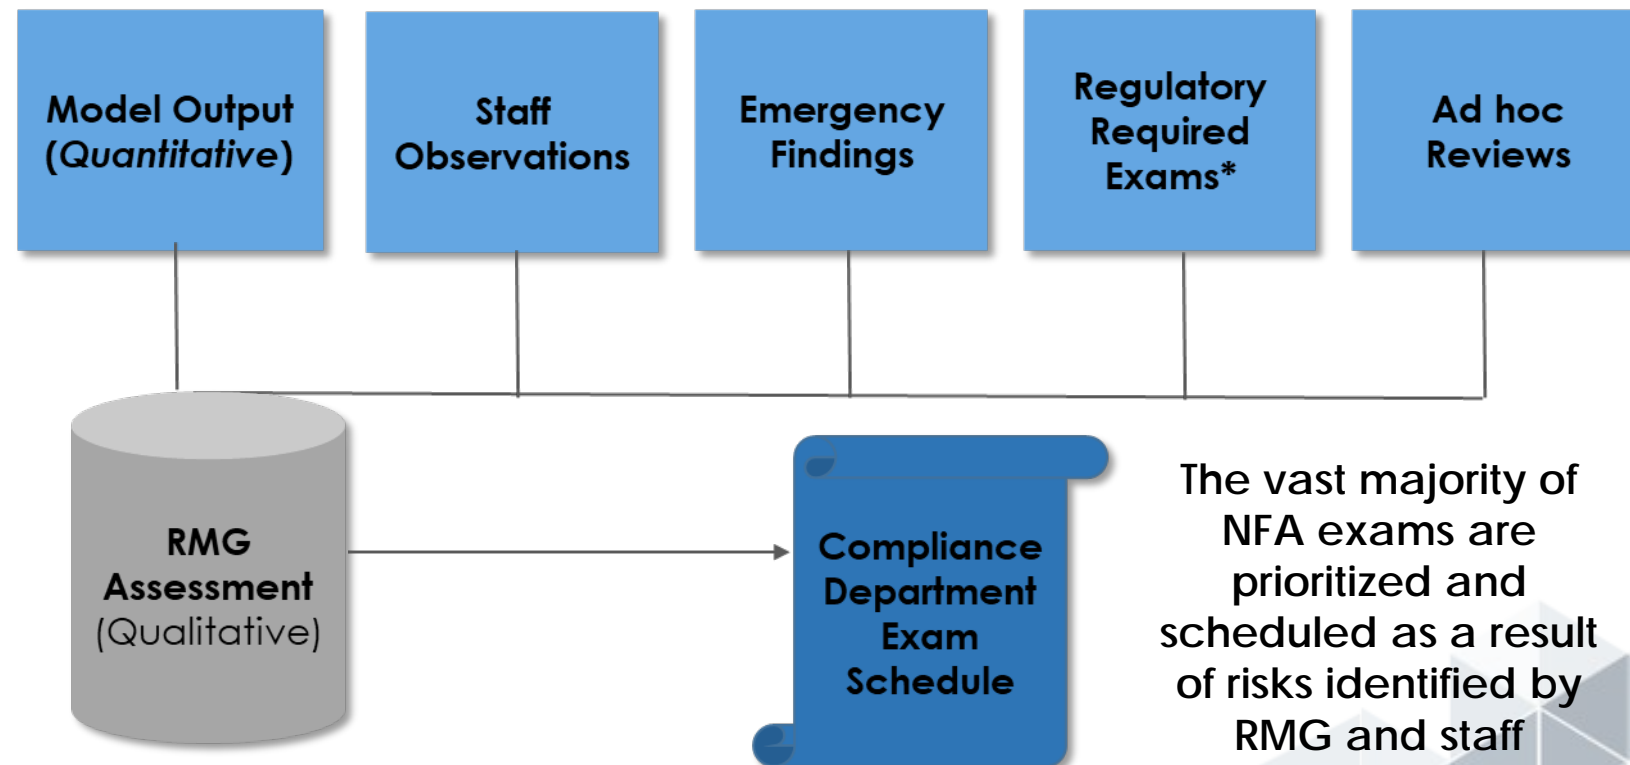 Model Output
(Quantitative)
Staff
Observations
Emergency
Findings
Regulatory
Required
Exams*
Ad hoc
Reviews
RMG
Assessment
(Qualitative)
Compliance
Department
Exam
Schedule
The vast majority of
NFA exams are
prioritized and
scheduled as a result
of risks identified by
RMG and staff